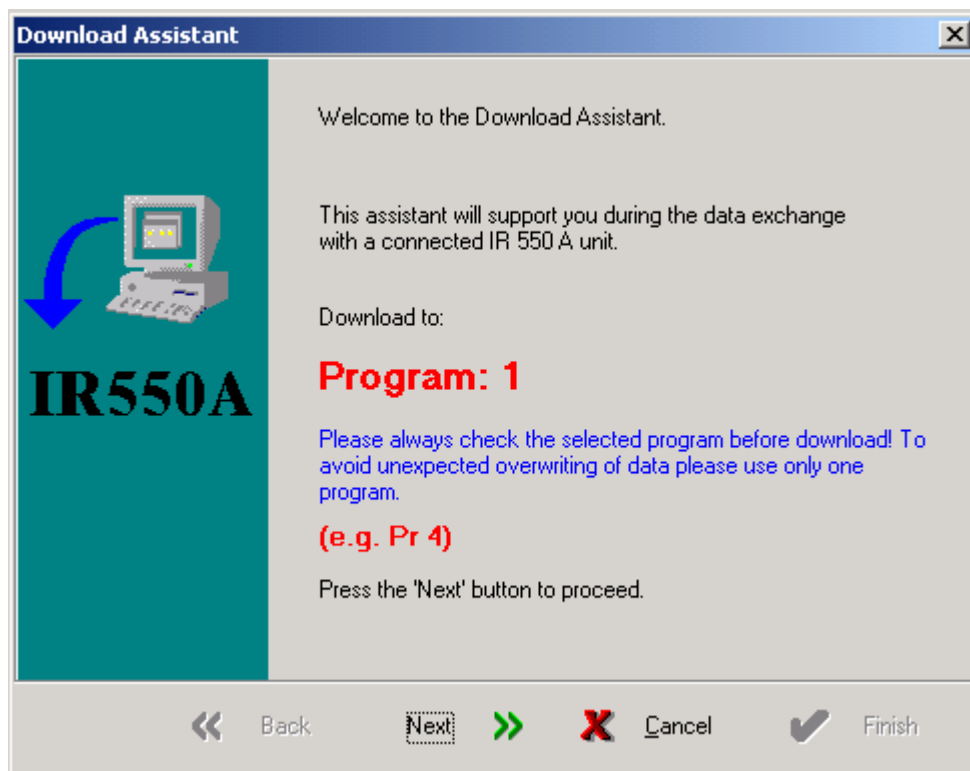 Download Assistant
Welcome to the Download Assistant.
This assistant will support you during the data exchange
with a connected IR 550 A unit.
Download to:
IR550A
Program: 1
Please always check the selected program before download! To
avoid unexpected overwriting of data please use only one
program.
(e.g. Pr 4)
Press the 'Next' button to proceed.
Back Next Cancel Finish